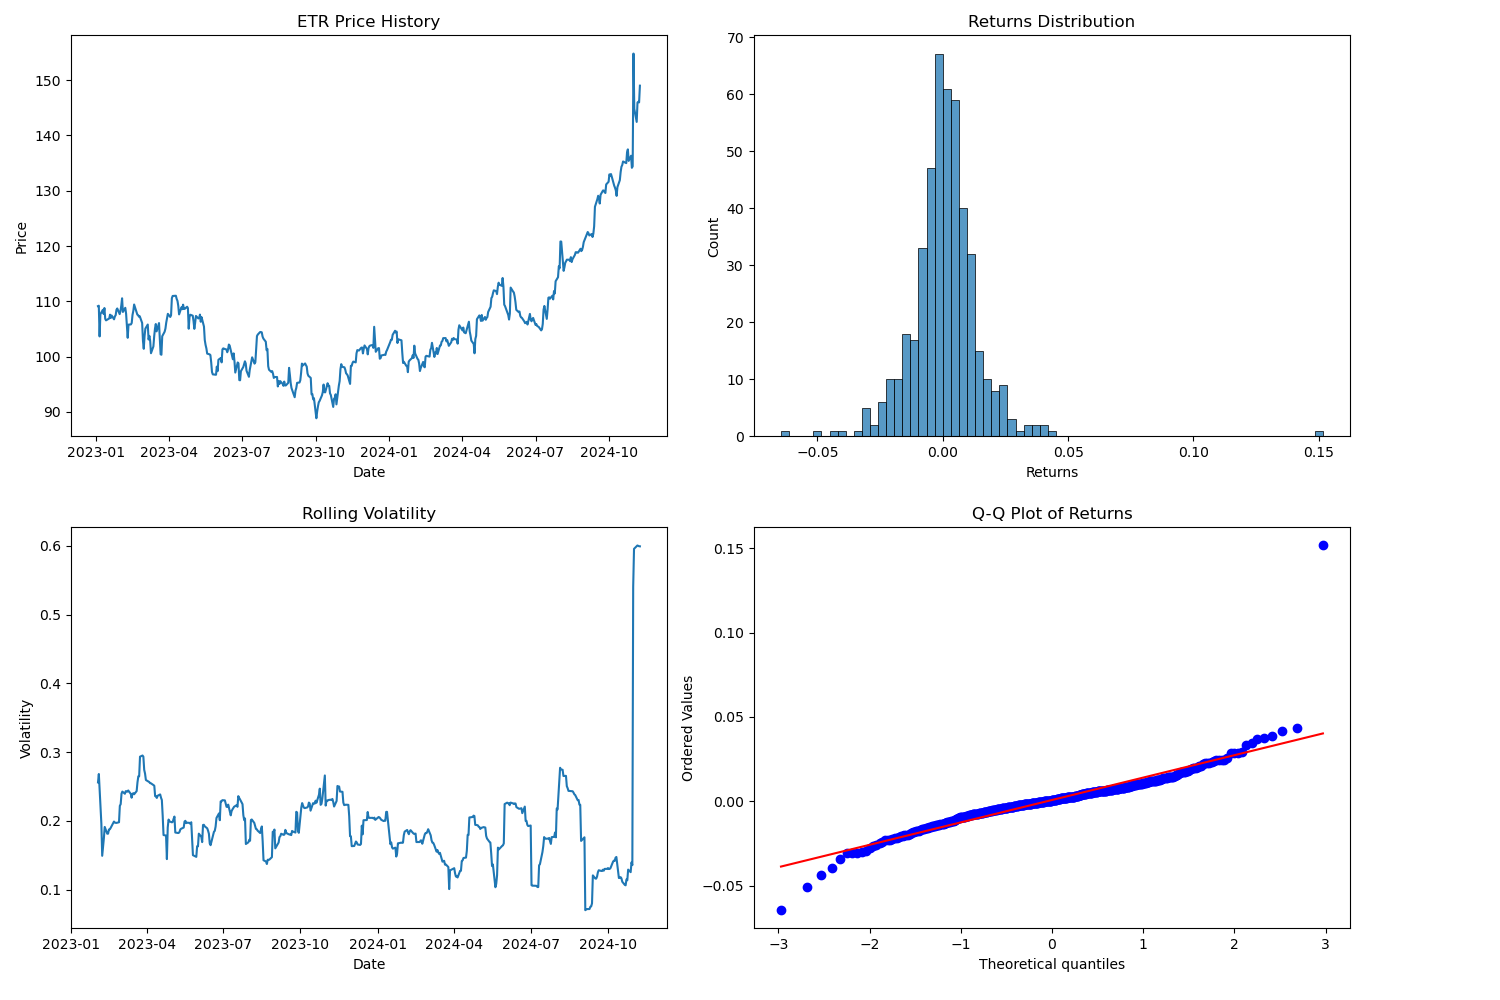 ETR Price History
Price
150
140
130
120
110
100
90
2023-01 2023-04 2023-07 2023-10 2024-01 2024-04 2024-07 2024-10
Date
Returns Distribution
Count
70
60
50
40
30
20
10
0
−0.05 0.00 0.05 0.10 0.15
Returns
Rolling Volatility
Volatility
0.6
0.5
0.4
0.3
0.2
0.1
2023-01 2023-04 2023-07 2023-10 2024-01 2024-04 2024-07 2024-10
Date
Q-Q Plot of Returns
Ordered Values
0.15
0.10
0.05
0.00
−0.05
−3 −2 −1 0 1 2 3
Theoretical quantiles